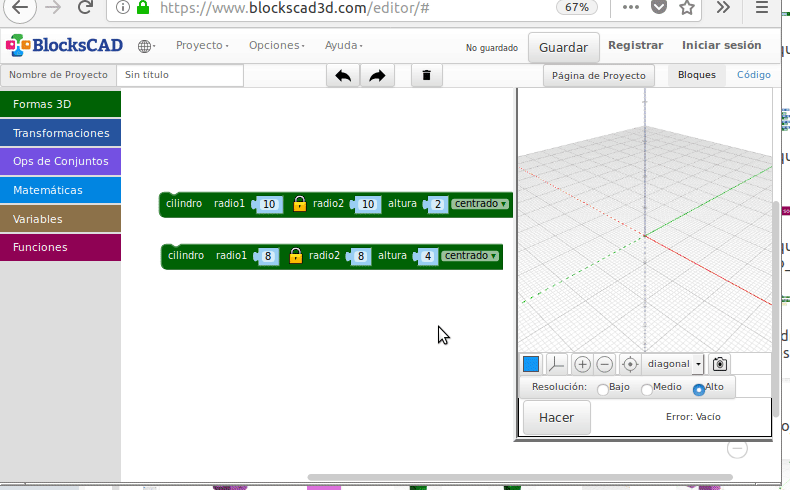 https://www.blockscad3d.com/editor/#
67%
BlocksCAD
Proyecto
Opciones
Ayuda
No guardado
Guardar
Registrar
Iniciar sesión
Nombre de Proyecto
Sin título
Página de Proyecto
Bloques
Código
Formas 3D
Transformaciones
Ops de Conjuntos
Matemáticas
Variables
Funciones
cilindro radio1 10 radio2 10 altura 2 centrado
cilindro radio1 8 radio2 8 altura 4 centrado
diagonal
Resolución: Bajo Medio Alto
Hacer
Error: Vacío